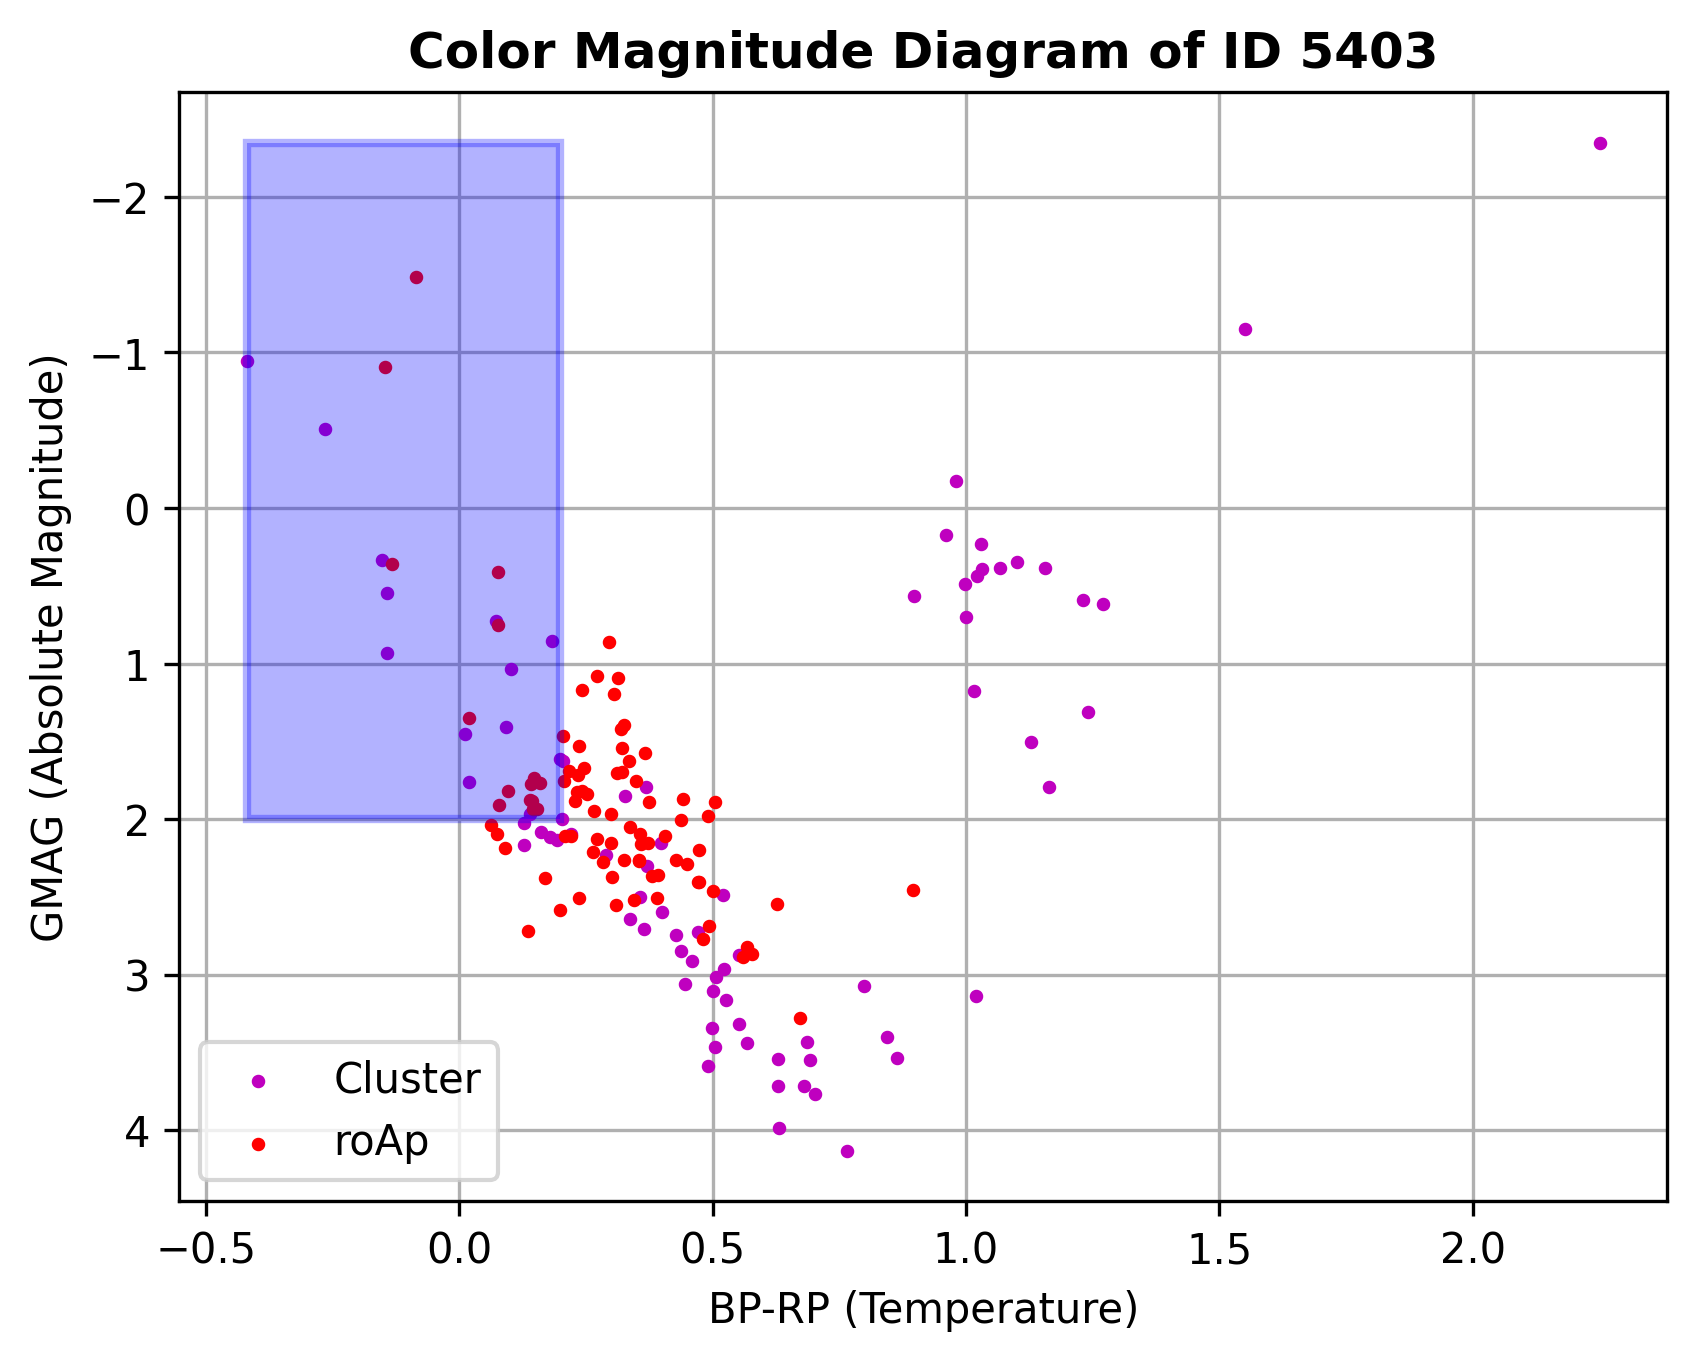 Color Magnitude Diagram of ID 5403
GMAG (Absolute Magnitude)
−2
−1
0
1
2
3
4
Cluster
roAp
−0.5 0.0 0.5 1.0 1.5 2.0
BP-RP (Temperature)